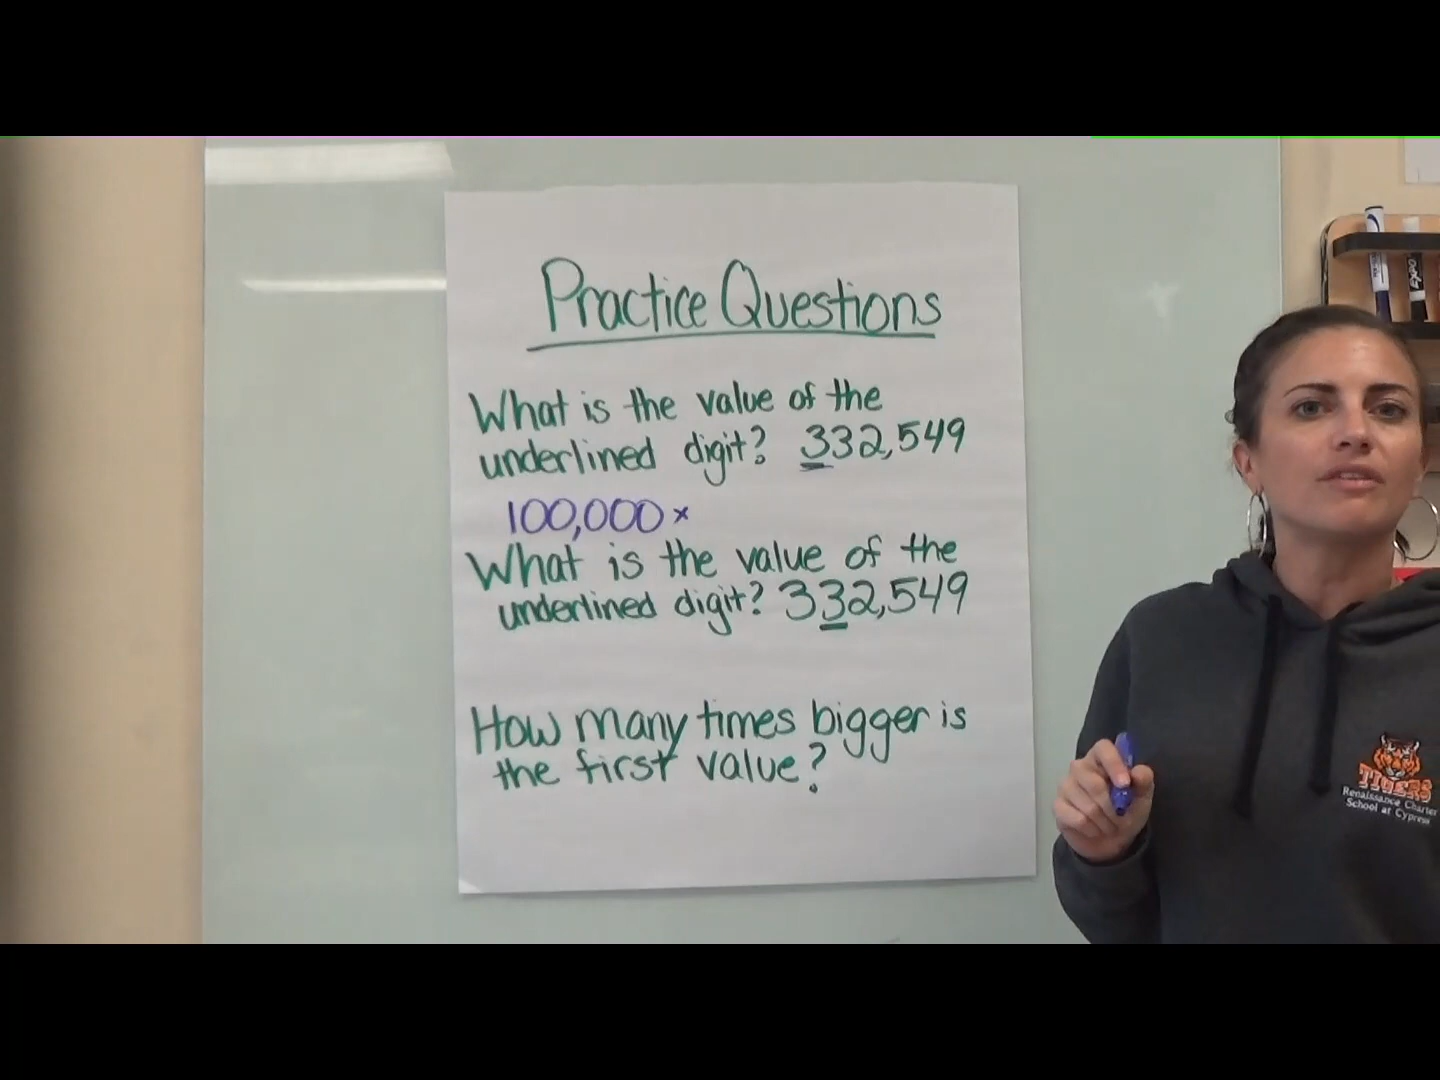 Practice Questions
What is the value of the
underlined digit? 332,549
100,000 ×
What is the value of the
underlined digit? 332,549
How many times bigger is
the first value?
EXPO
TIGERS
Renaissance Charter
School at Cypress